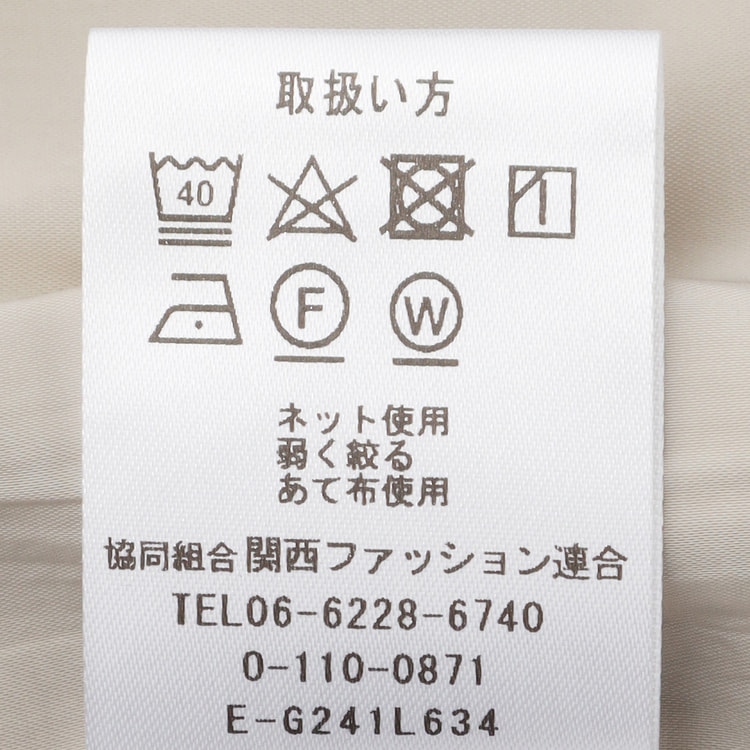 取扱い方
40
F W
ネット使用
弱く絞る
あて布使用
協同組合関西ファッション連合
TEL06-6228-6740
0-110-0871
E-G241L634